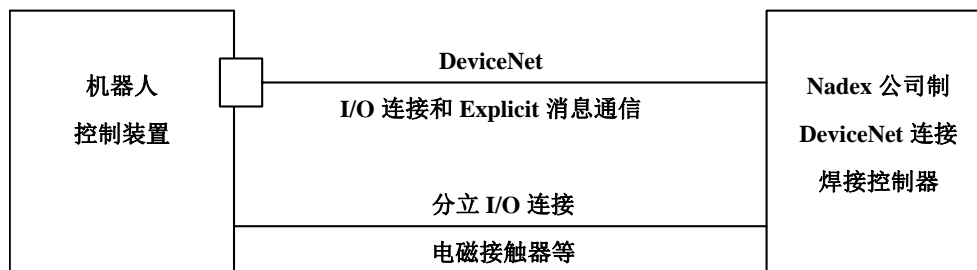 机器人
控制装置
DeviceNet
I/O 连接和 Explicit 消息通信
Nadex 公司制
DeviceNet 连接
焊接控制器
分立 I/O 连接
电磁接触器等